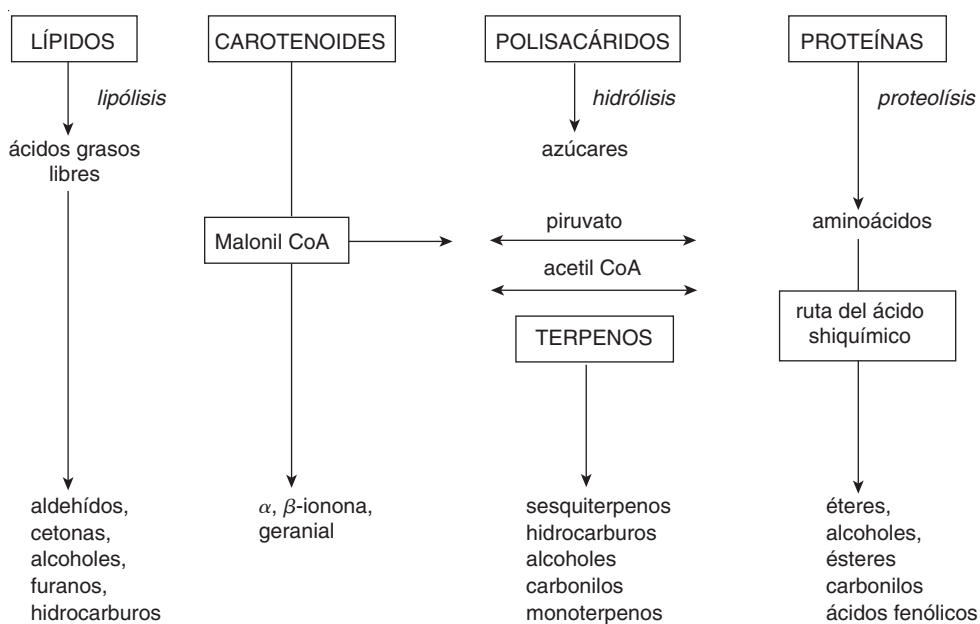 LÍPIDOS
lipólisis
ácidos grasos
libres
aldehídos,
cetonas,
alcoholes,
furanos,
hidrocarburos
CAROTENOIDES
Malonil CoA
α, β-ionona,
geranial
POLISACÁRIDOS
hidrólisis
azúcares
piruvato
acetil CoA
TERPENOS
sesquiterpenos
hidrocarburos
alcoholes
carbonilos
monoterpenos
PROTEÍNAS
proteolísis
aminoácidos
ruta del ácido
shiquímico
éteres,
alcoholes,
ésteres
carbonilos
ácidos fenólicos